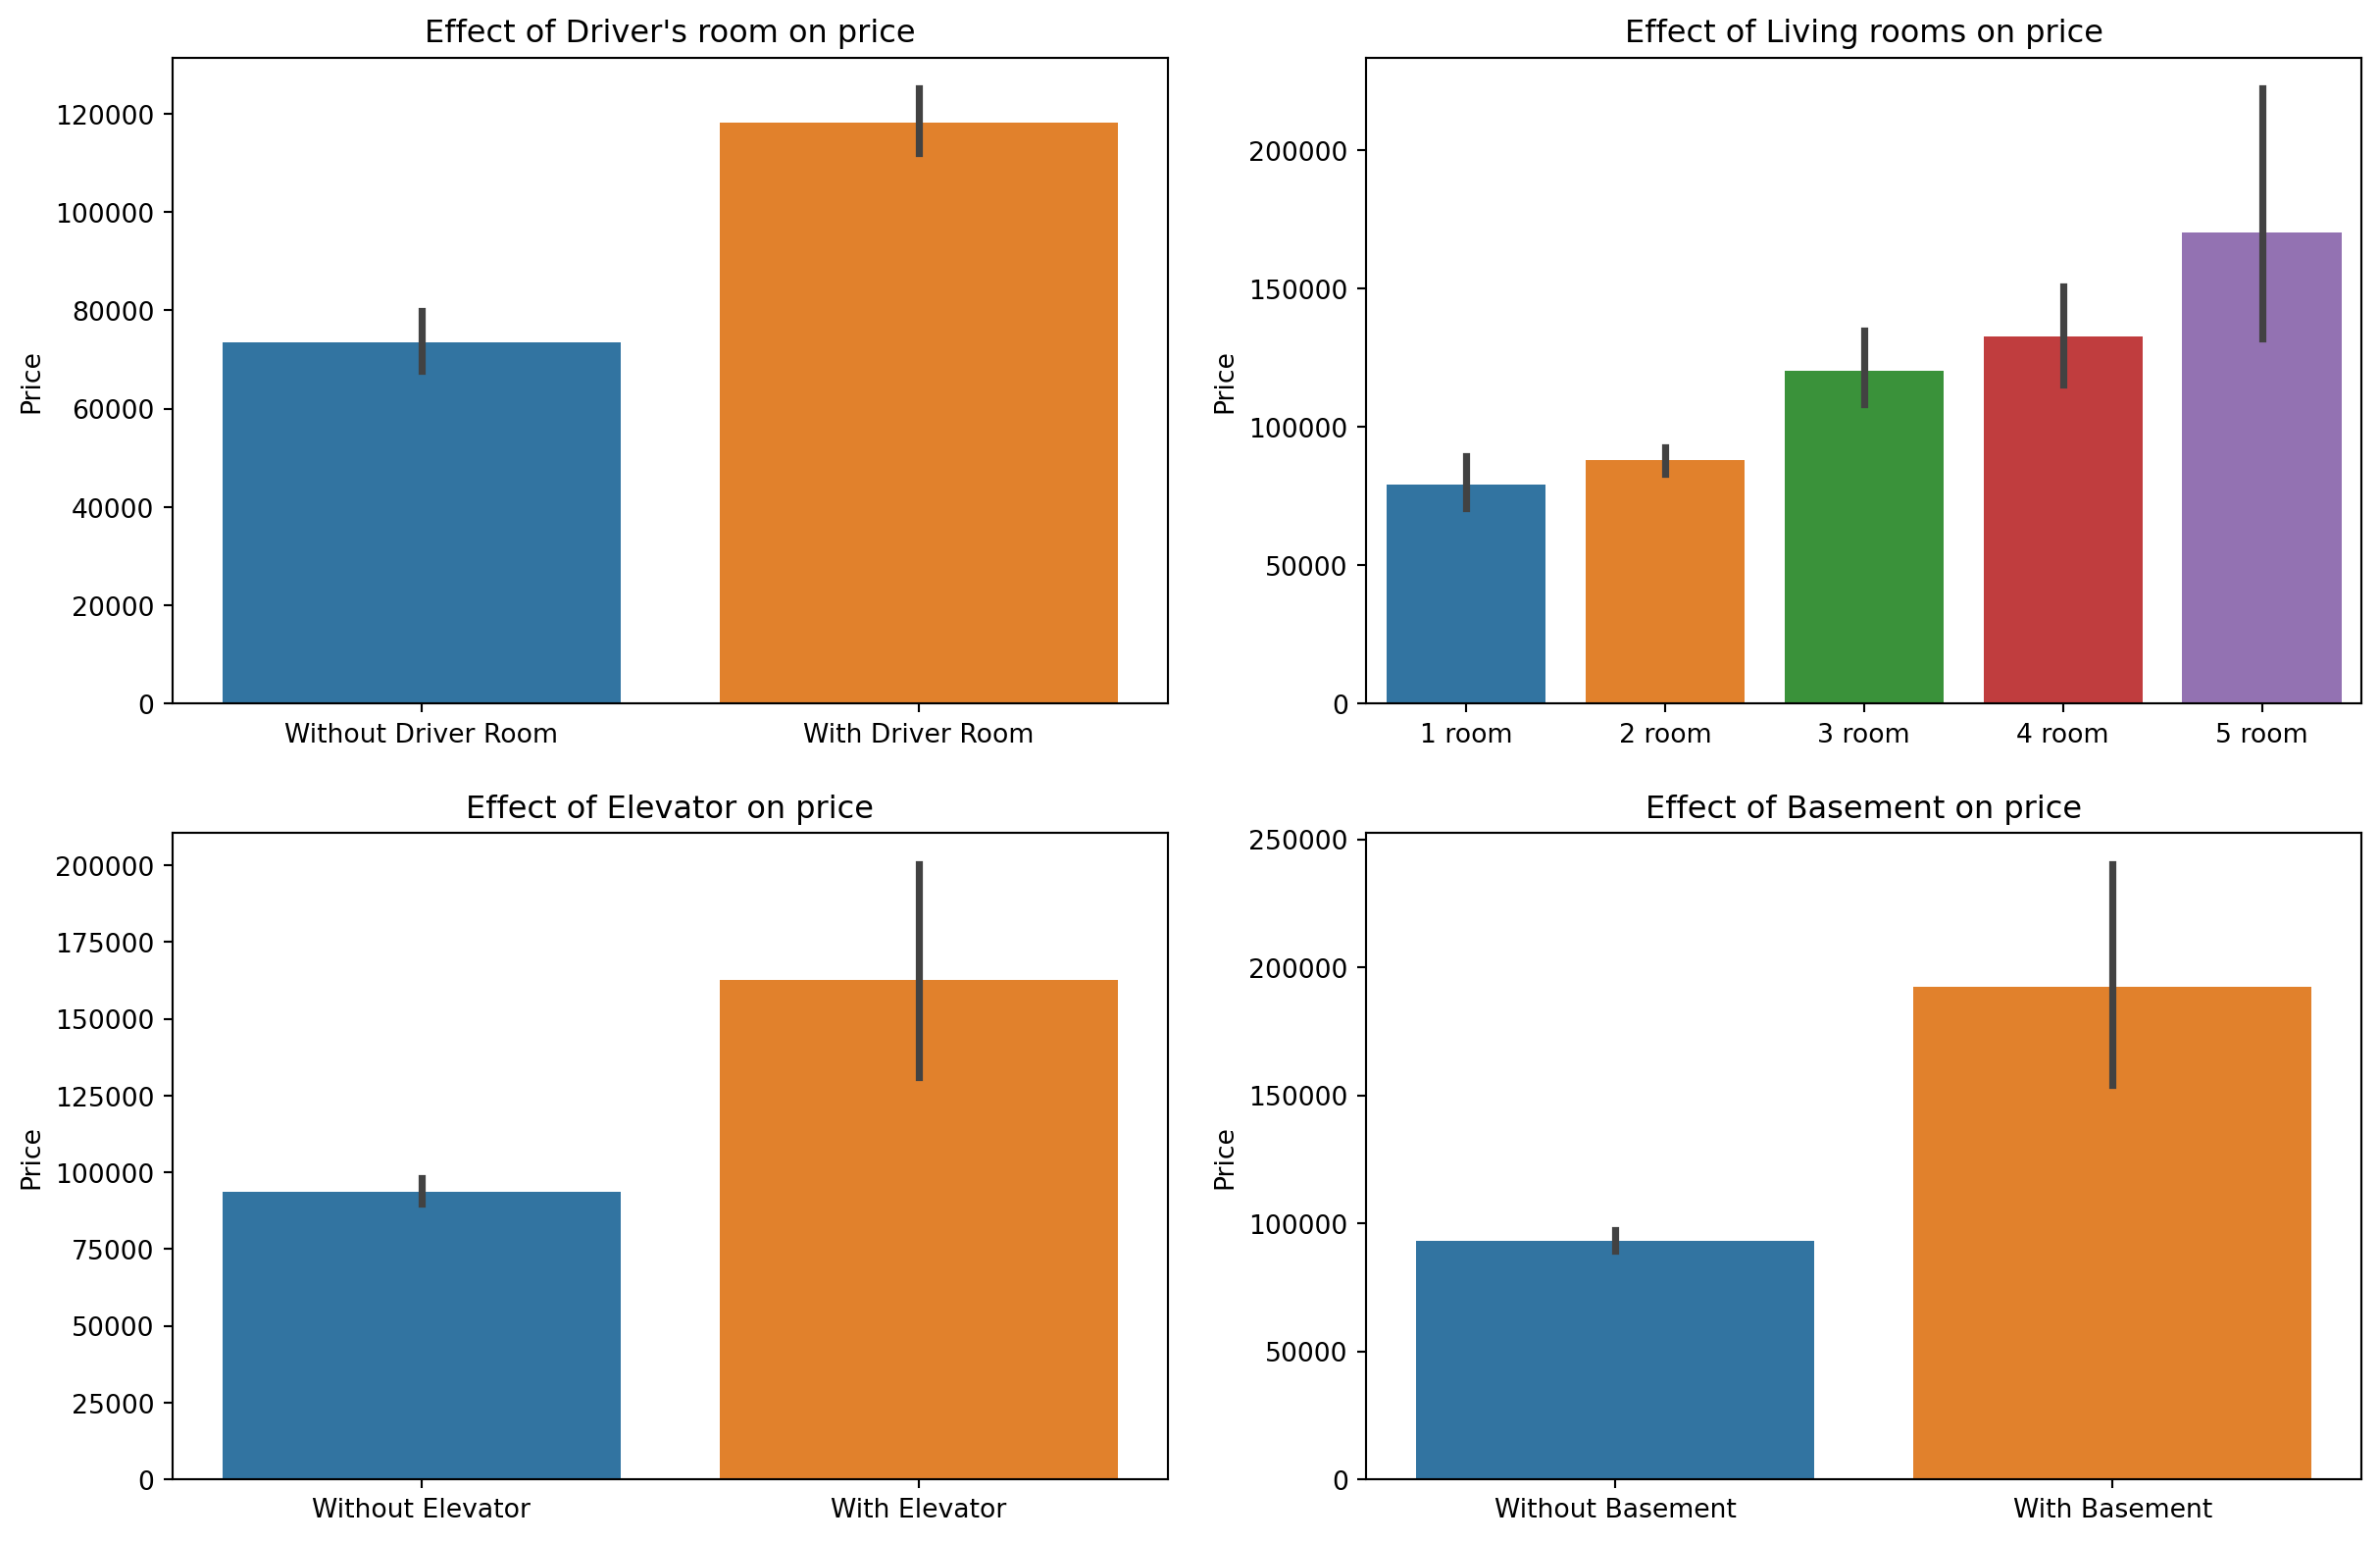 Effect of Driver's room on price
120000
100000
80000
60000
40000
20000
0
Price
Without Driver Room
With Driver Room
Effect of Living rooms on price
200000
150000
100000
50000
0
Price
1 room
2 room
3 room
4 room
5 room
Effect of Elevator on price
200000
175000
150000
125000
100000
75000
50000
25000
0
Price
Without Elevator
With Elevator
Effect of Basement on price
250000
200000
150000
100000
50000
0
Price
Without Basement
With Basement